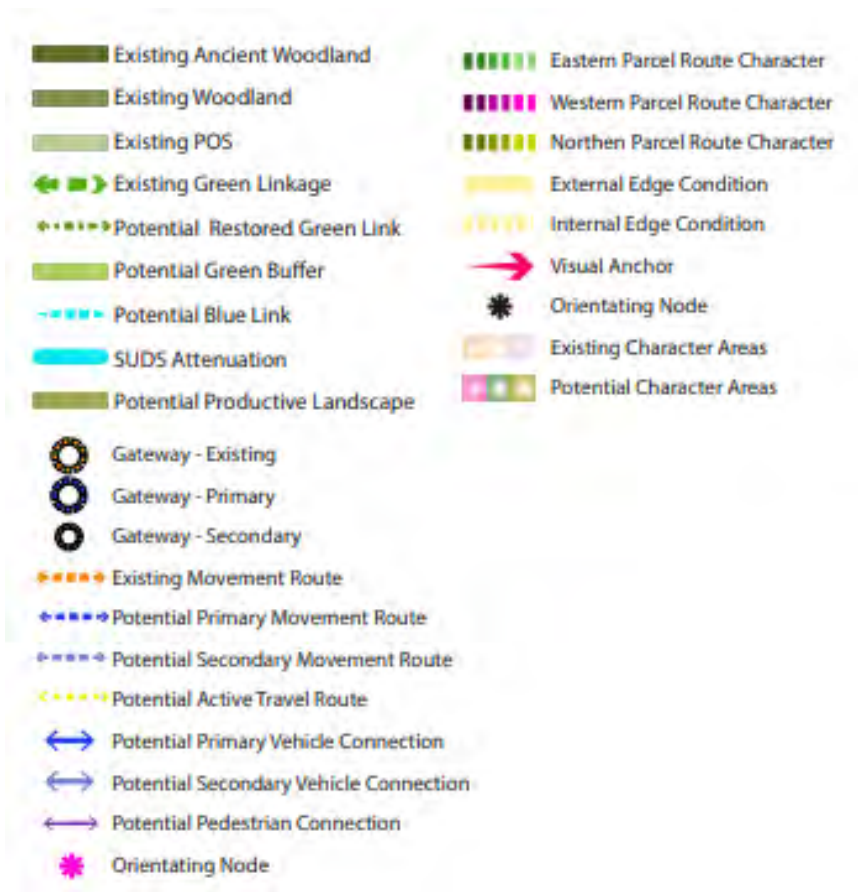 Existing Ancient Woodland
Existing Woodland
Existing POS
Existing Green Linkage
Potential Restored Green Link
Potential Green Buffer
Potential Blue Link
SUDS Attenuation
Potential Productive Landscape
Gateway - Existing
Gateway - Primary
Gateway - Secondary
Existing Movement Route
Potential Primary Movement Route
Potential Secondary Movement Route
Potential Active Travel Route
Potential Primary Vehicle Connection
Potential Secondary Vehicle Connection
Potential Pedestrian Connection
Orientating Node
Eastern Parcel Route Character
Western Parcel Route Character
Northen Parcel Route Character
External Edge Condition
Internal Edge Condition
Visual Anchor
Orientating Node
Existing Character Areas
Potential Character Areas